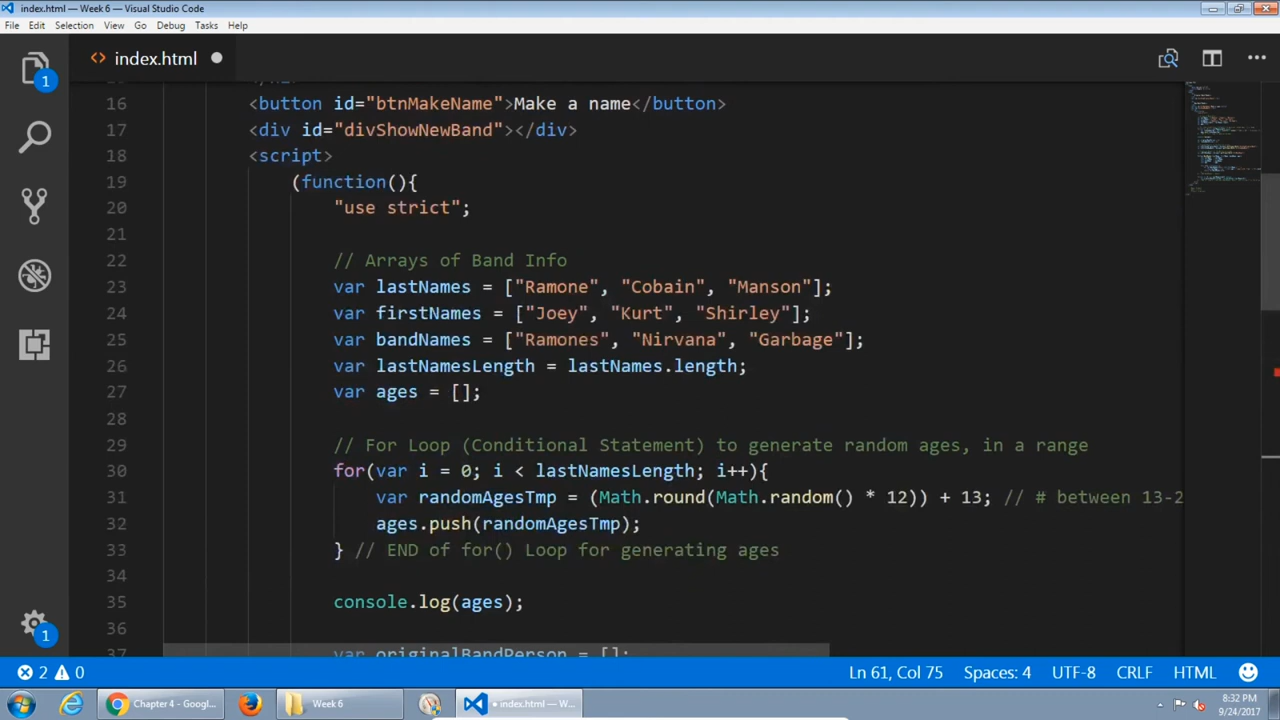 index.html — Week 6 — Visual Studio Code
File Edit Selection View Go Debug Tasks Help
1 <> index.html
16 <button id="btnMakeName">Make a name</button>
17 <div id="divShowNewBand"></div>
18 <script>
19 (function(){
20 "use strict";
21
22 // Arrays of Band Info
23 var lastNames = ["Ramone", "Cobain", "Manson"];
24 var firstNames = ["Joey", "Kurt", "Shirley"];
25 var bandNames = ["Ramones", "Nirvana", "Garbage"];
26 var lastNamesLength = lastNames.length;
27 var ages = [];
28
29 // For Loop (Conditional Statement) to generate random ages, in a range
30 for(var i = 0; i < lastNamesLength; i++){
31 var randomAgesTmp = (Math.round(Math.random() * 12)) + 13; // # between 13-2
32 ages.push(randomAgesTmp);
33 } // END of for() Loop for generating ages
34
35 console.log(ages);
36
37 var originalBandPerson = [];
1
2 0 Ln 61, Col 75 Spaces: 4 UTF-8 CRLF HTML
Chapter 4 - Googl... Week 6 • index.html — W... 8:32 PM
9/24/2017